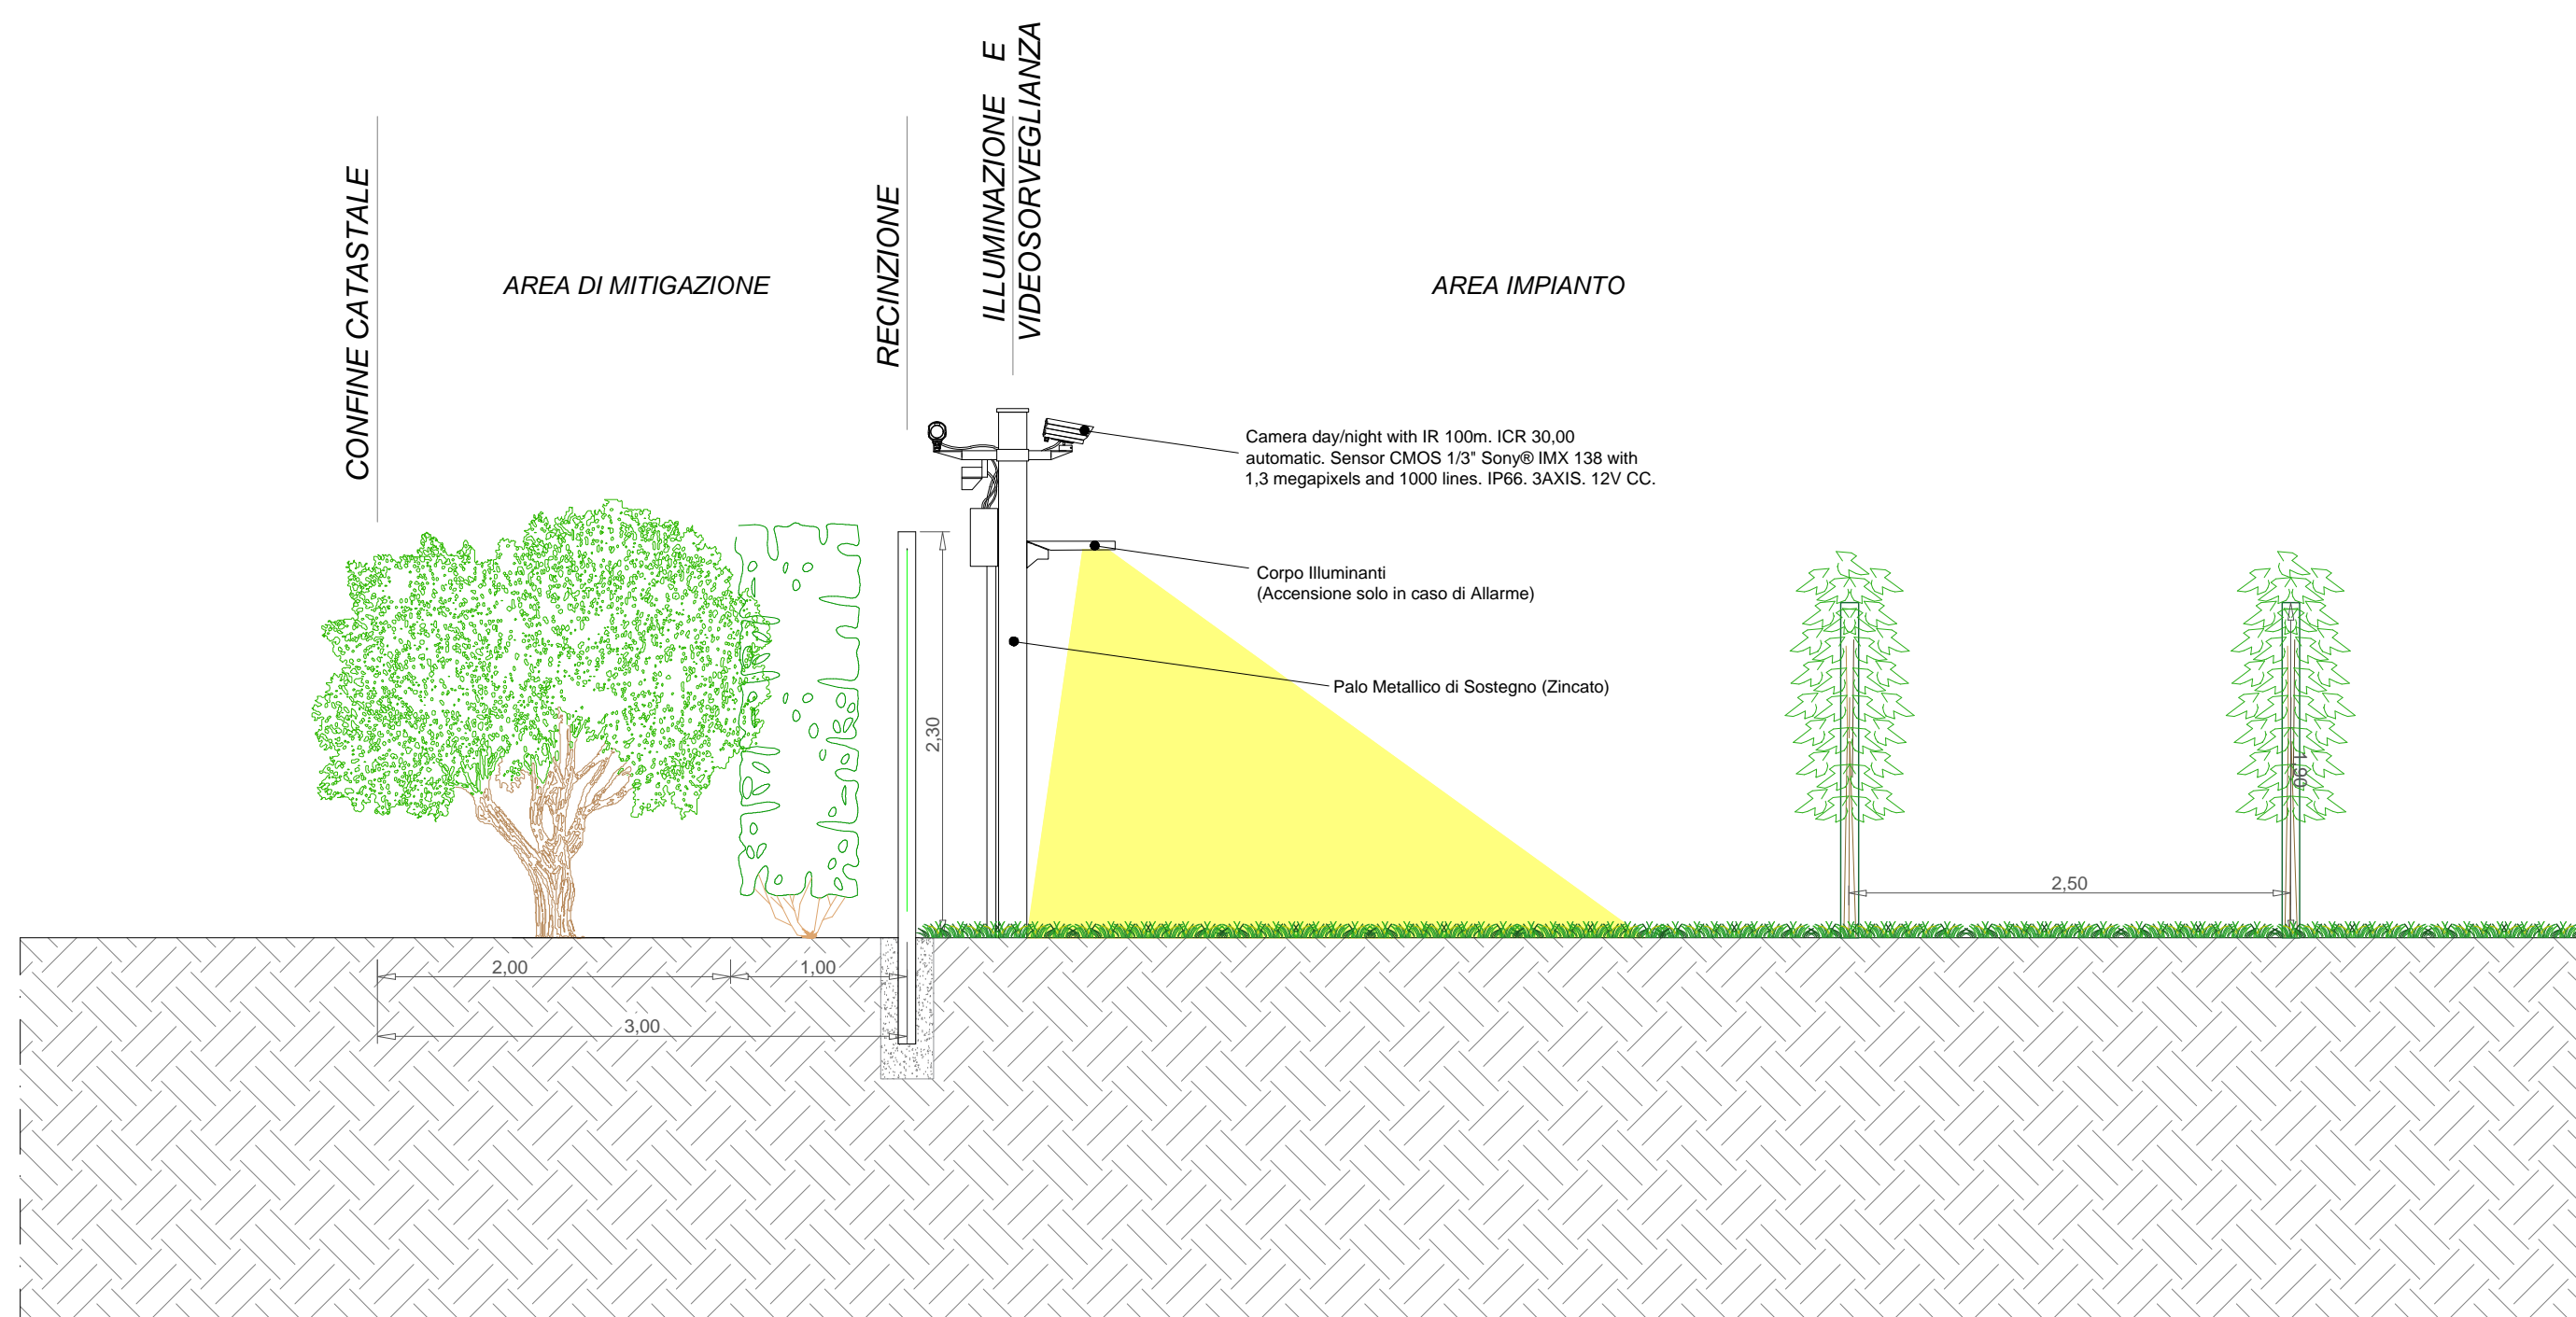 CONFINE CATASTALE
AREA DI MITIGAZIONE
RECINZIONE
ILLUMINAZIONE E
VIDEOSORVEGLIANZA
AREA IMPIANTO
Camera day/night with IR 100m. ICR 30,00
automatic. Sensor CMOS 1/3" Sony® IMX 138 with
1,3 megapixels and 1000 lines. IP66. 3AXIS. 12V CC.
Corpo Illuminanti
(Accensione solo in caso di Allarme)
Palo Metallico di Sostegno (Zincato)
2,30
1,90
2,50
2,00
1,00
3,00